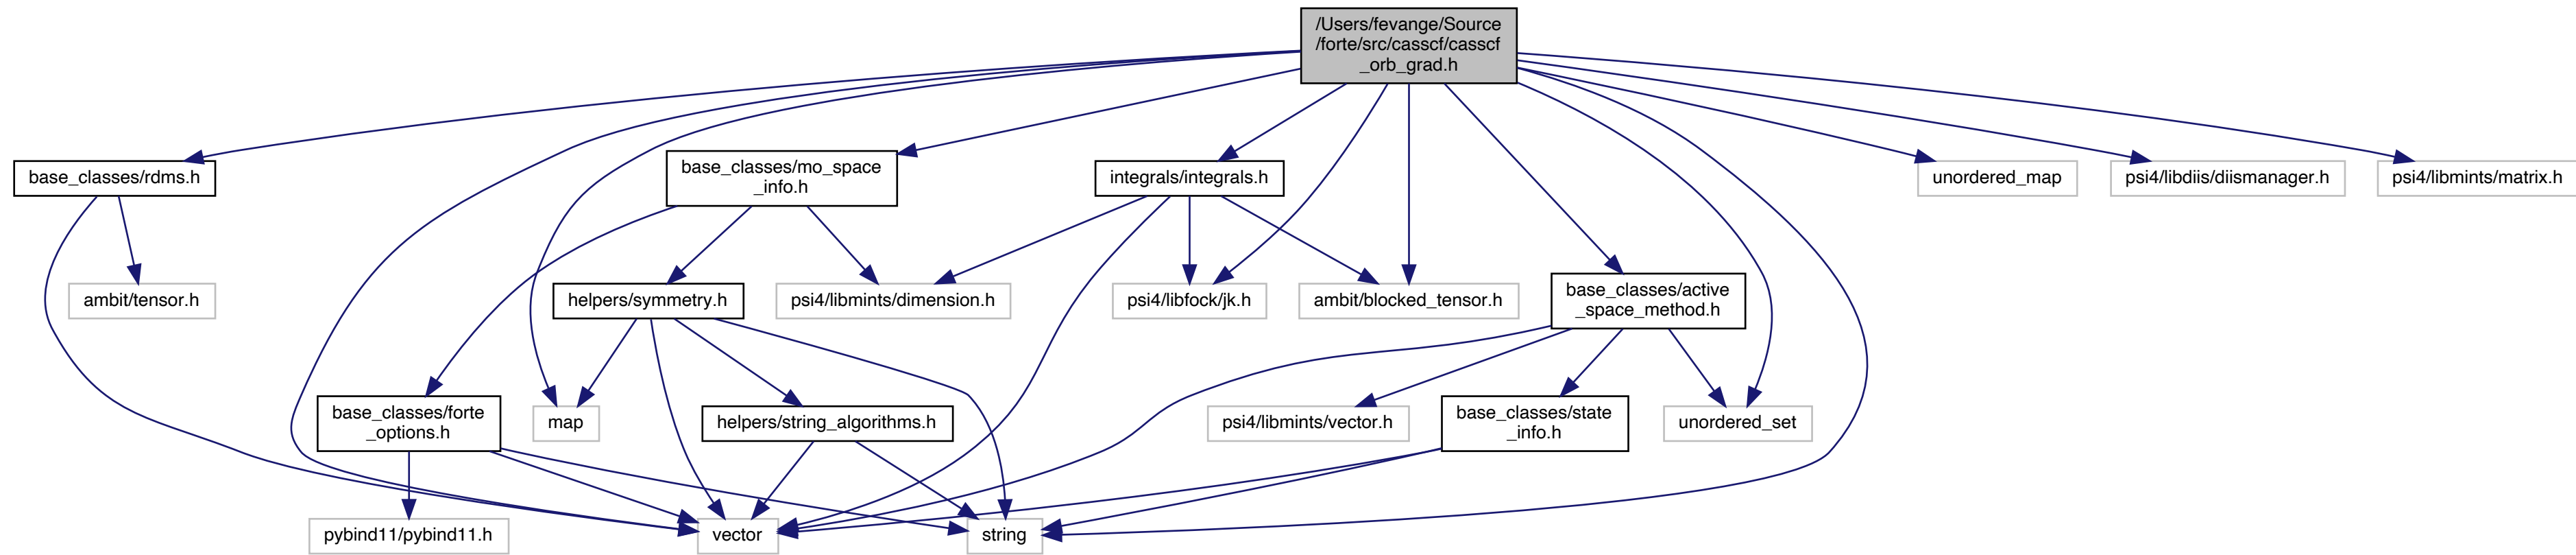 /Users/fevange/Source
/forte/src/casscf/casscf
_orb_grad.h
base_classes/rdms.h
base_classes/mo_space
_info.h
integrals/integrals.h
unordered_map
psi4/libdiis/diismanager.h
psi4/libmints/matrix.h
ambit/tensor.h
helpers/symmetry.h
psi4/libmints/dimension.h
psi4/libfock/jk.h
ambit/blocked_tensor.h
base_classes/active
_space_method.h
base_classes/forte
_options.h
map
helpers/string_algorithms.h
psi4/libmints/vector.h
base_classes/state
_info.h
unordered_set
pybind11/pybind11.h
vector
string